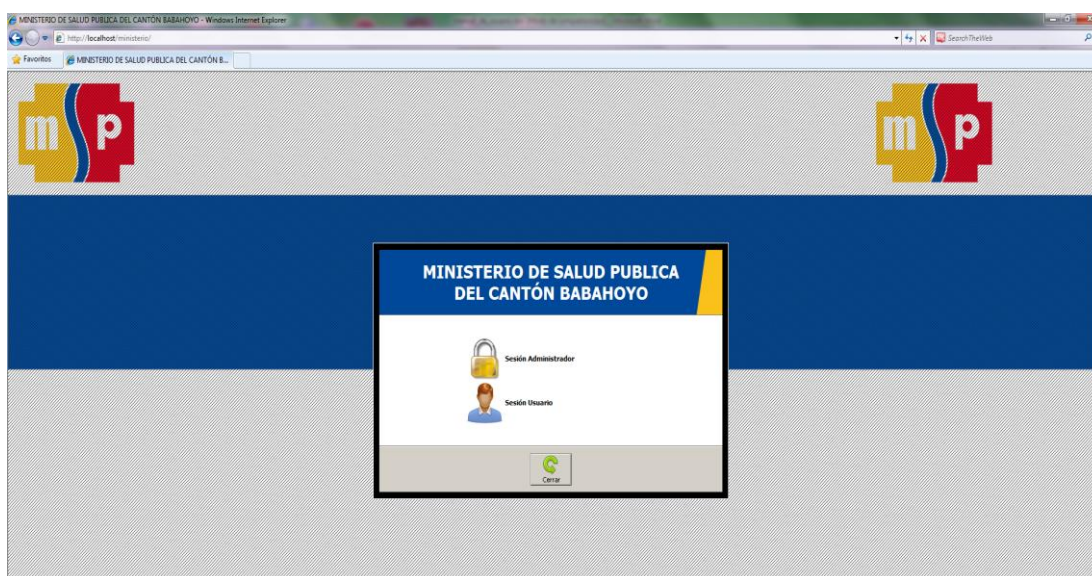 MINISTERIO DE SALUD PUBLICA DEL CANTÓN BABAHOYO - Windows Internet Explorer
http://localhost/ministerio/
SearchTheWeb
Favoritos
MINISTERIO DE SALUD PUBLICA DEL CANTÓN B...
m p
m p
MINISTERIO DE SALUD PUBLICA
DEL CANTÓN BABAHOYO
Sesión Administrador
Sesión Usuario
Cerrar